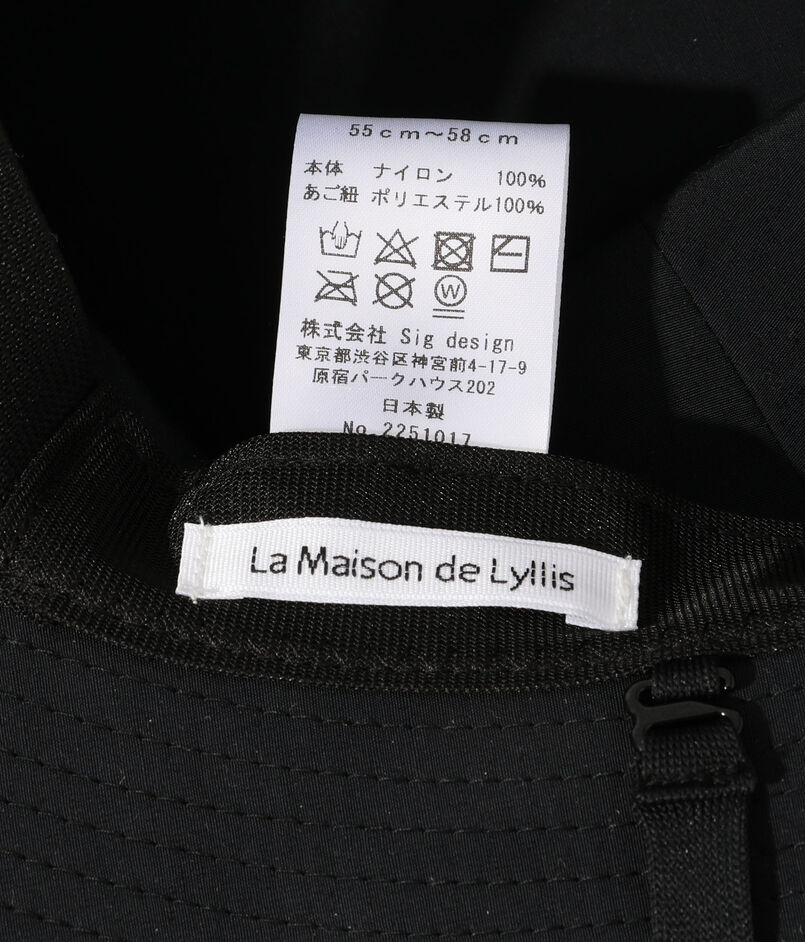 55cm～58cm
本体 ナイロン 100%
あご紐 ポリエステル100%
W
株式会社 Sig design
東京都渋谷区神宮前4-17-9
原宿パークハウス202
日本製
No.2251017
La Maison de Lyllis